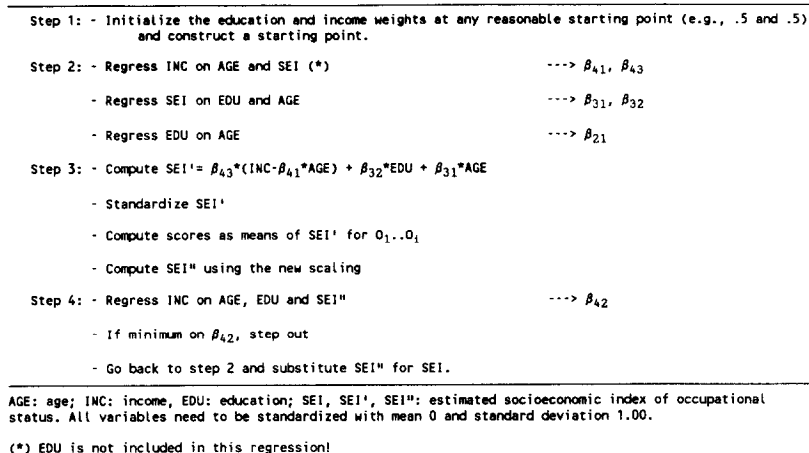 Step 1: - Initialize the education and income weights at any reasonable starting point (e.g., .5 and .5)
and construct a starting point.
Step 2: - Regress INC on AGE and SEI (*) ---> β41, β43
- Regress SEI on EDU and AGE ---> β31, β32
- Regress EDU on AGE ---> β21
Step 3: - Compute SEI'= β43*(INC-β41*AGE) + β32*EDU + β31*AGE
- Standardize SEI'
- Compute scores as means of SEI' for O1..Oi
- Compute SEI" using the new scaling
Step 4: - Regress INC on AGE, EDU and SEI" ---> β42
- If minimum on β42, step out
- Go back to step 2 and substitute SEI" for SEI.
AGE: age; INC: income, EDU: education; SEI, SEI', SEI": estimated socioeconomic index of occupational
status. All variables need to be standardized with mean 0 and standard deviation 1.00.
(*) EDU is not included in this regression!